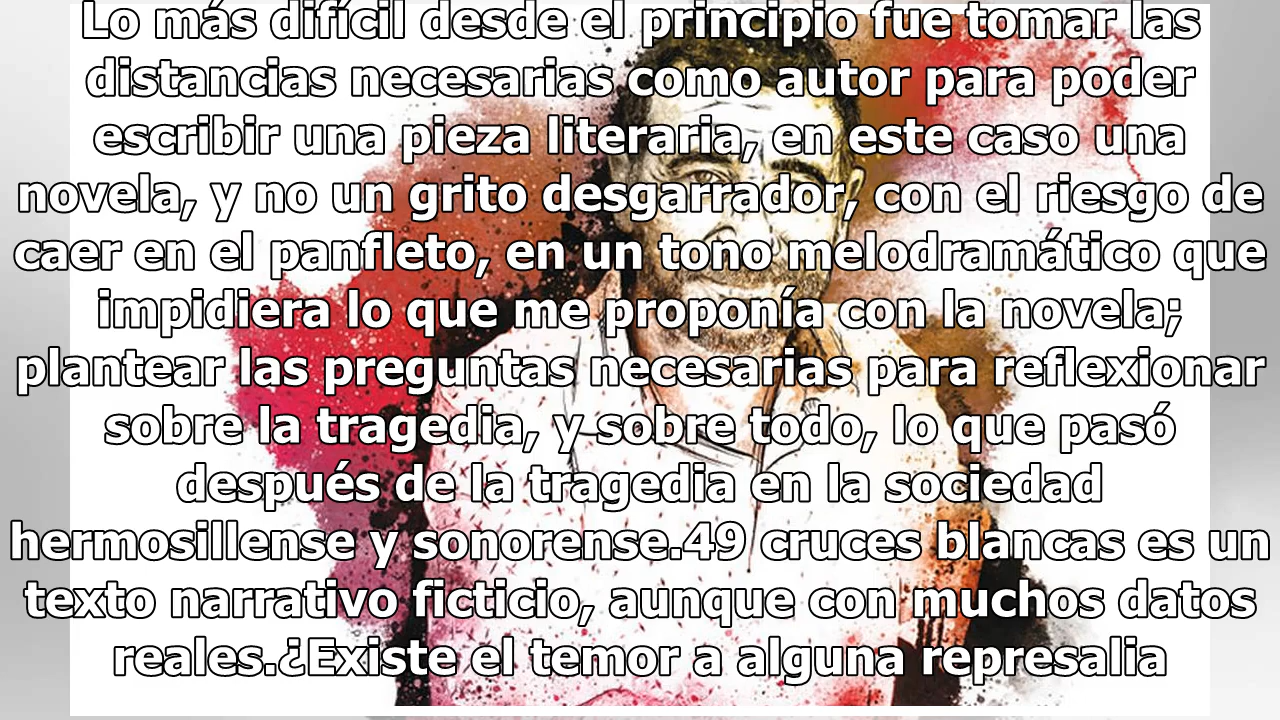 Lo más difícil desde el principio fue tomar las
distancias necesarias como autor para poder
escribir una pieza literaria, en este caso una
novela, y no un grito desgarrador, con el riesgo de
caer en el panfleto, en un tono melodramático que
impidiera lo que me proponía con la novela;
plantear las preguntas necesarias para reflexionar
sobre la tragedia, y sobre todo, lo que pasó
después de la tragedia en la sociedad
hermosillense y sonorense.49 cruces blancas es un
texto narrativo ficticio, aunque con muchos datos
reales.¿Existe el temor a alguna represalia